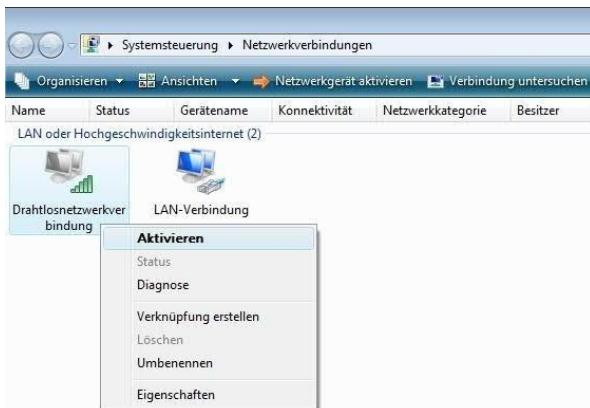 Systemsteuerung ▸ Netzwerkverbindungen
Organisieren Ansichten Netzwerkgerät aktivieren Verbindung untersuchen
Name Status Gerätename Konnektivität Netzwerkkategorie Besitzer
LAN oder Hochgeschwindigkeitsinternet (2)
Drahtlosnetzwerkver
bindung
LAN-Verbindung
Aktivieren
Status
Diagnose
Verknüpfung erstellen
Löschen
Umbenennen
Eigenschaften